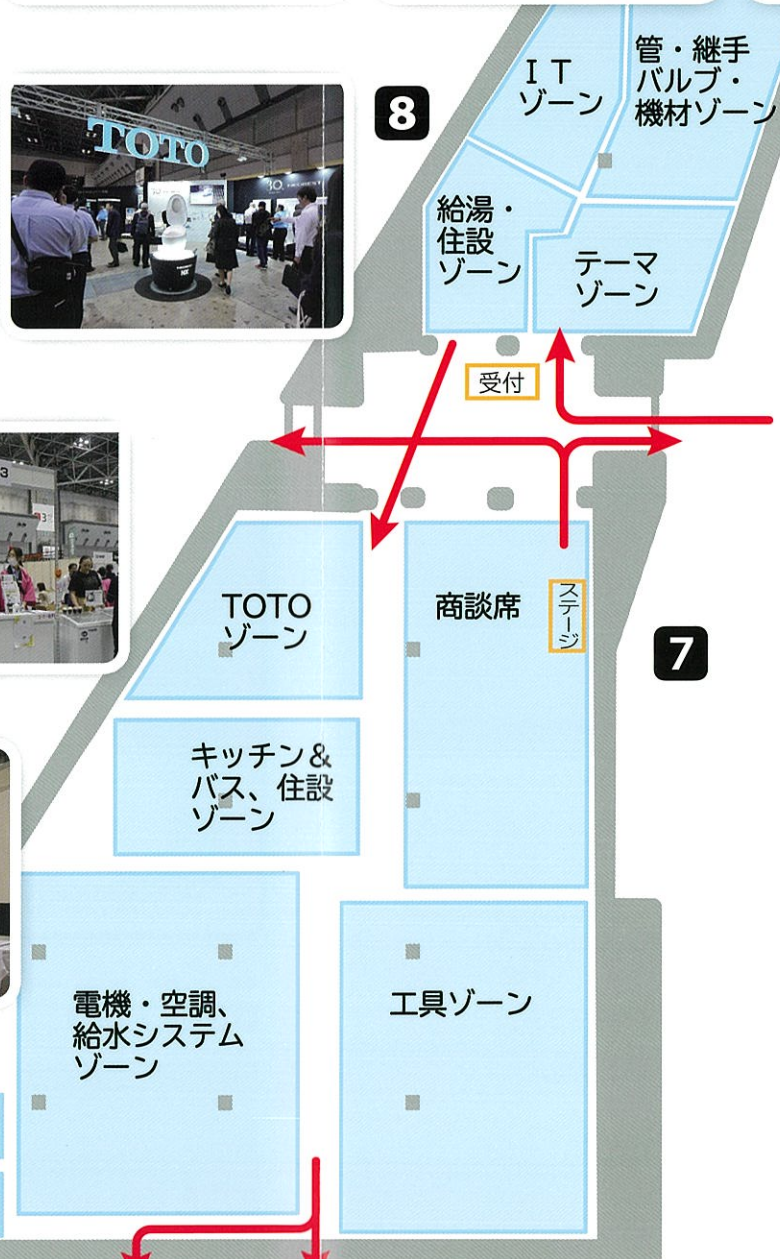 TOTO
8
ＩＴ
ゾーン
管・継手
バルブ・
機材ゾーン
給湯・
住設
ゾーン
テーマ
ゾーン
受付
3
TOTO
ゾーン
商談席
ステージ
7
キッチン＆
バス、住設
ゾーン
電機・空調、
給水システム
ゾーン
工具ゾーン